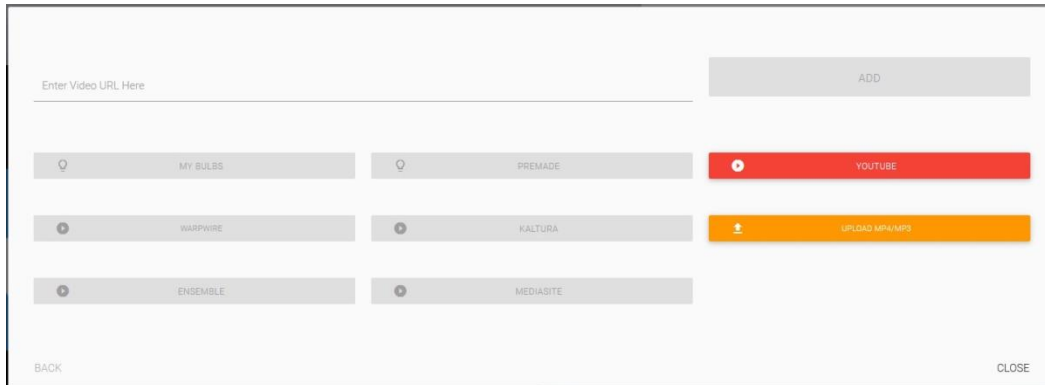 Enter Video URL Here
ADD
MY BULBS
PREMADE
YOUTUBE
WARPWIRE
KALTURA
UPLOAD MP4/MP3
ENSEMBLE
MEDIASITE
BACK
CLOSE